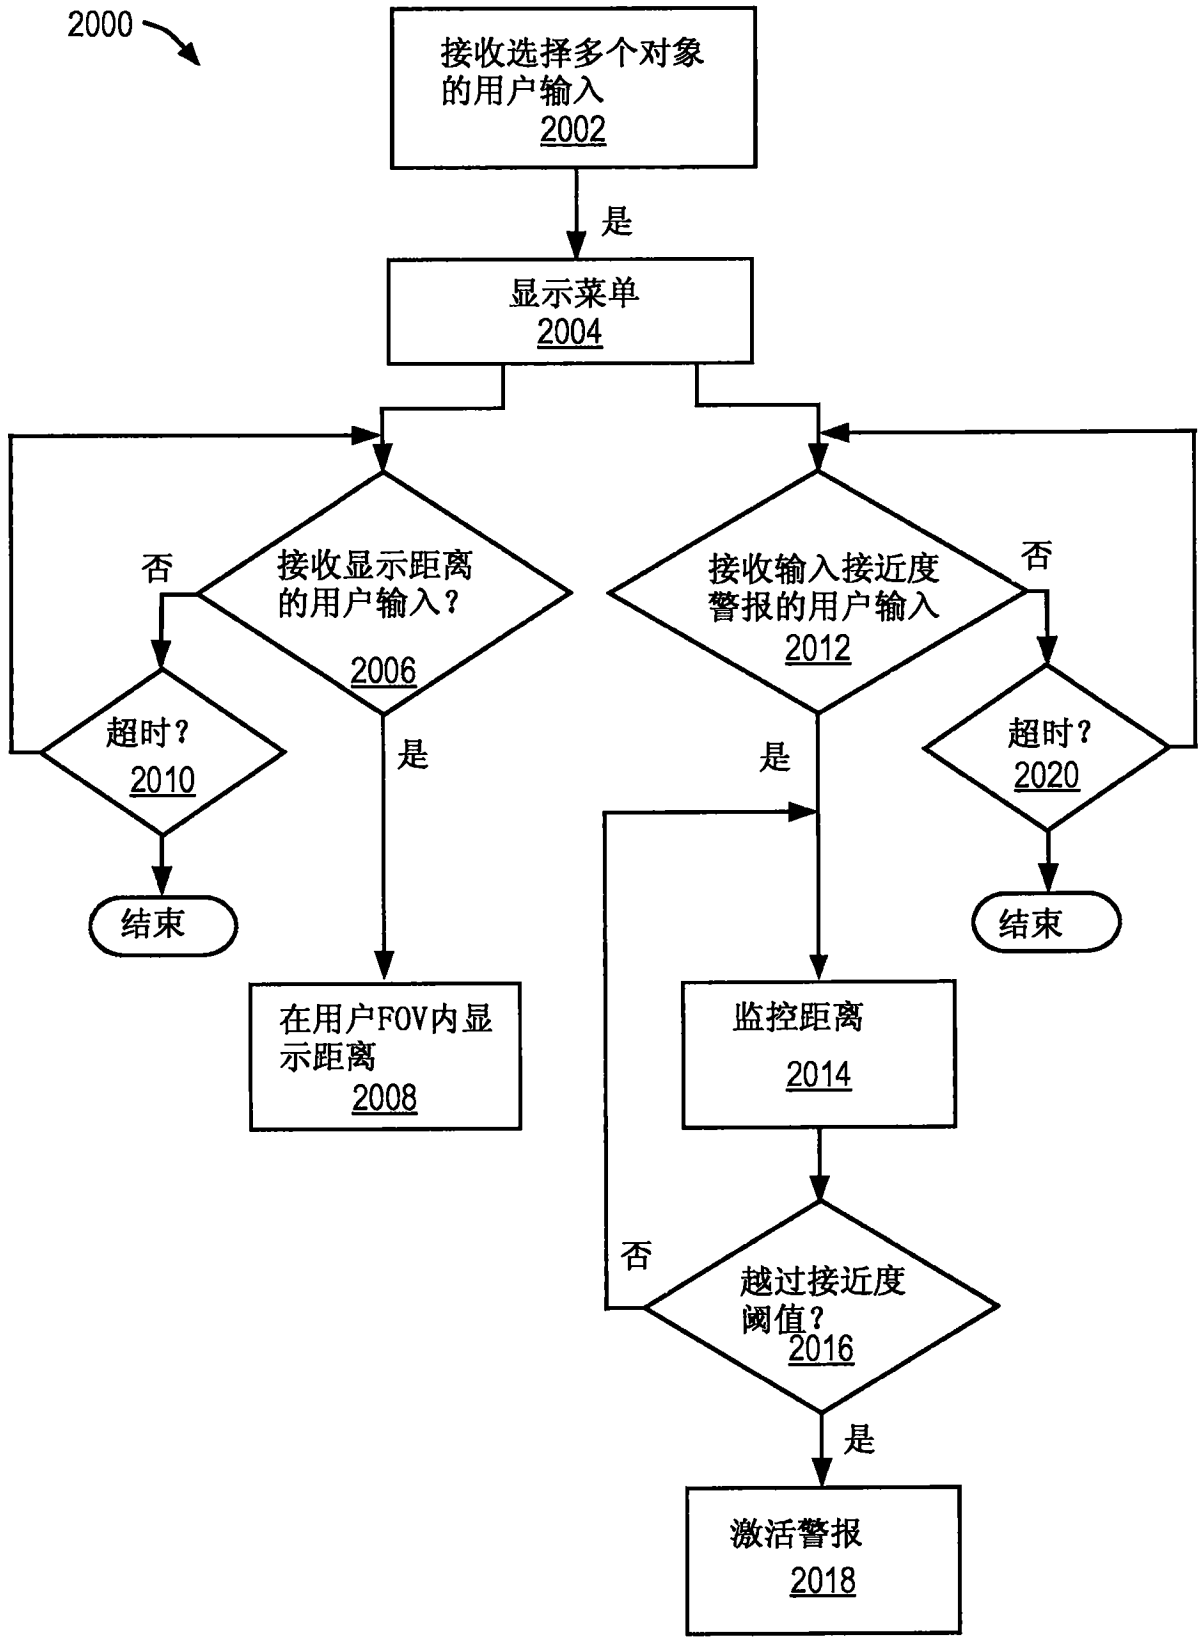 2000
接收选择多个对象
的用户输入
2002
是
显示菜单
2004
否
接收显示距离
的用户输入？
2006
接收输入接近度
警报的用户输入
2012
否
超时？
2010
是
是
超时？
2020
结束
结束
在用户FOV内显
示距离
2008
监控距离
2014
否
越过接近度
阈值？
2016
是
激活警报
2018